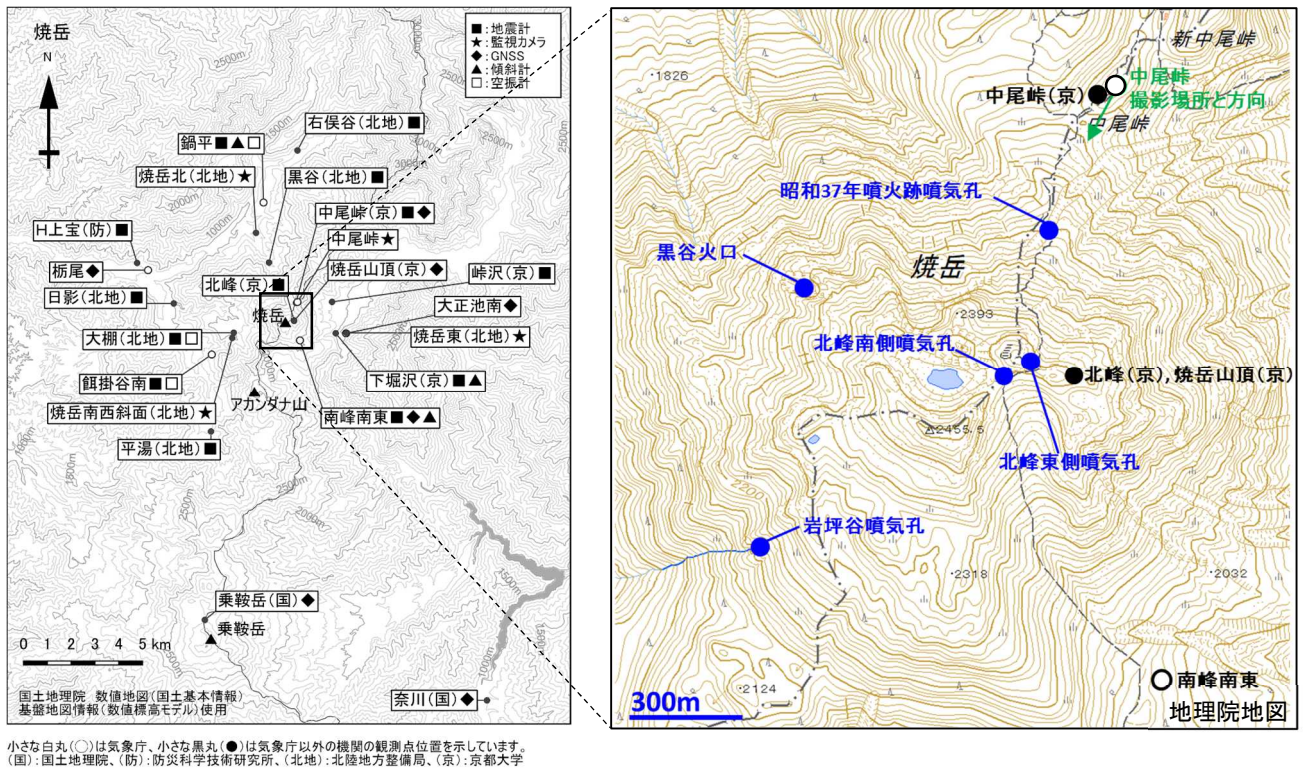 焼岳
N
■:地震計
★:監視カメラ
◆:GNSS
▲:傾斜計
□:空振計
右俣谷(北地)■
鍋平■▲□
焼岳北(北地)★
黒谷(北地)■
中尾峠(京)■◆
中尾峠★
H上宝(防)■
焼岳山頂(京)◆
栃尾◆
峠沢(京)■
北峰(京)■
日影(北地)■
大正池南◆
焼岳
大棚(北地)■□
焼岳東(北地)★
餌掛谷南■□
下堀沢(京)■▲
アカンダナ山
焼岳南西斜面(北地)★
南峰南東■◆▲
平湯(北地)■
乗鞍岳(国)◆
乗鞍岳
0 1 2 3 4 5 km
奈川(国)◆
国土地理院 数値地図(国土基本情報)
基盤地図情報(数値標高モデル)使用
2500m
1500m
3000m
2000m
1000m
2500m
2500m
1000m
1800m
2500m
2000m
1500m
1000m
新中尾峠
・1826
中尾峠
中尾峠(京)
撮影場所と方向
中尾峠
昭和37年噴火跡噴気孔
黒谷火口
焼岳
・2393
北峰南側噴気孔
北峰(京),焼岳山頂(京)
△2455.5
北峰東側噴気孔
2200
岩坪谷噴気孔
・2318
・2032
南峰南東
・2124
300m
地理院地図
小さな白丸(○)は気象庁、小さな黒丸(●)は気象庁以外の機関の観測点位置を示しています。
(国):国土地理院、(防):防災科学技術研究所、(北地):北陸地方整備局、(京):京都大学